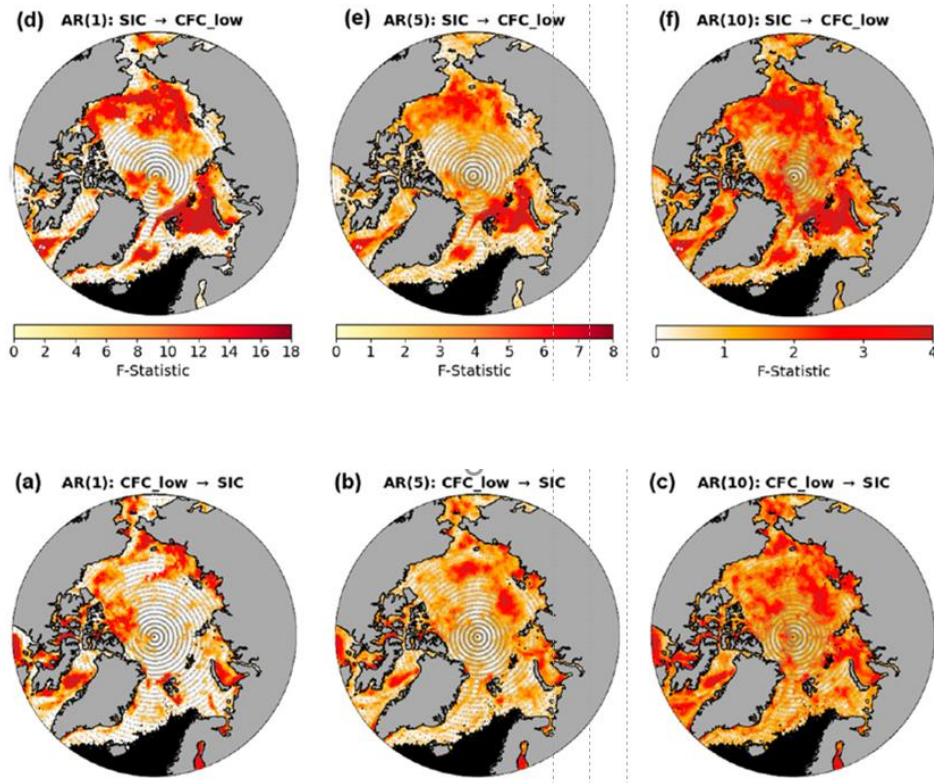 (d) AR(1): SIC → CFC_low
(e) AR(5): SIC → CFC_low
(f) AR(10): SIC → CFC_low
0 2 4 6 8 10 12 14 16 18
F-Statistic
0 1 2 3 4 5 6 7 8
F-Statistic
0 1 2 3 4
F-Statistic
(a) AR(1): CFC_low → SIC
(b) AR(5): CFC_low → SIC
(c) AR(10): CFC_low → SIC